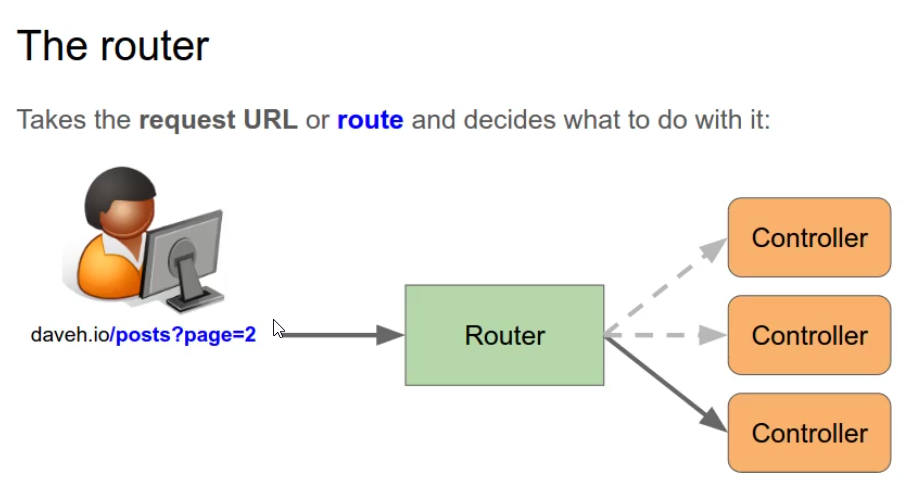 The router
Takes the request URL or route and decides what to do with it:
daveh.io/posts?page=2
Router
Controller
Controller
Controller